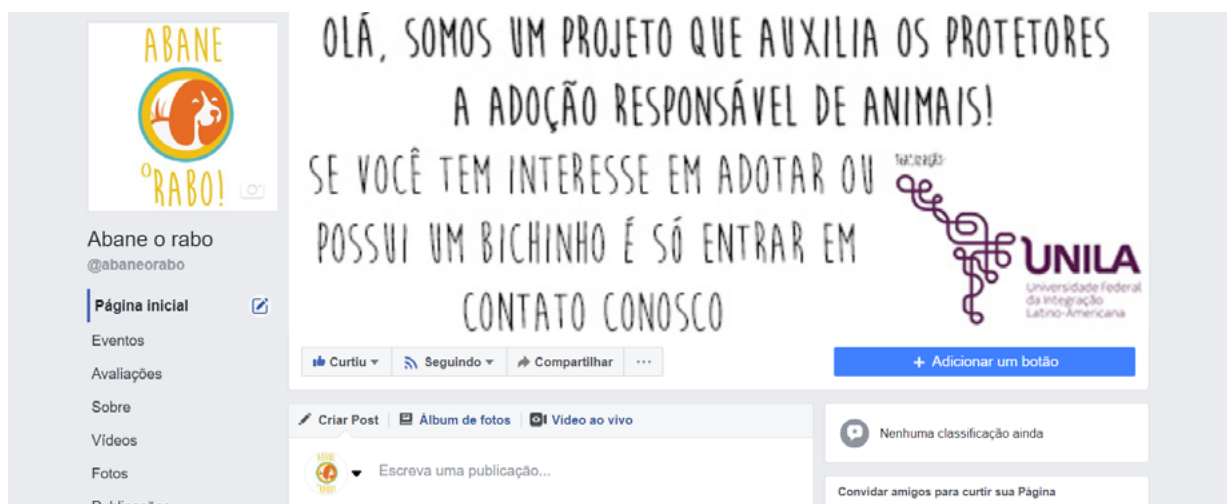 ABANE
O RABO!
Abane o rabo
@abaneorabo
Página inicial
Eventos
Avaliações
Sobre
Vídeos
Fotos
OLÁ, SOMOS UM PROJETO QUE AUXILIA OS PROTETORES
A ADOÇÃO RESPONSÁVEL DE ANIMAIS!
SE VOCÊ TEM INTERESSE EM ADOTAR OU
POSSUI UM BICHINHO É SÓ ENTRAR EM
CONTATO CONOSCO
Realização:
UNILA
Universidade Federal
da Integração
Latino-Americana
Curtiu
Seguindo
Compartilhar
...
+ Adicionar um botão
Criar Post
Álbum de fotos
Vídeo ao vivo
ABANE
O RABO!
Escreva uma publicação...
Nenhuma classificação ainda
Convidar amigos para curtir sua Página